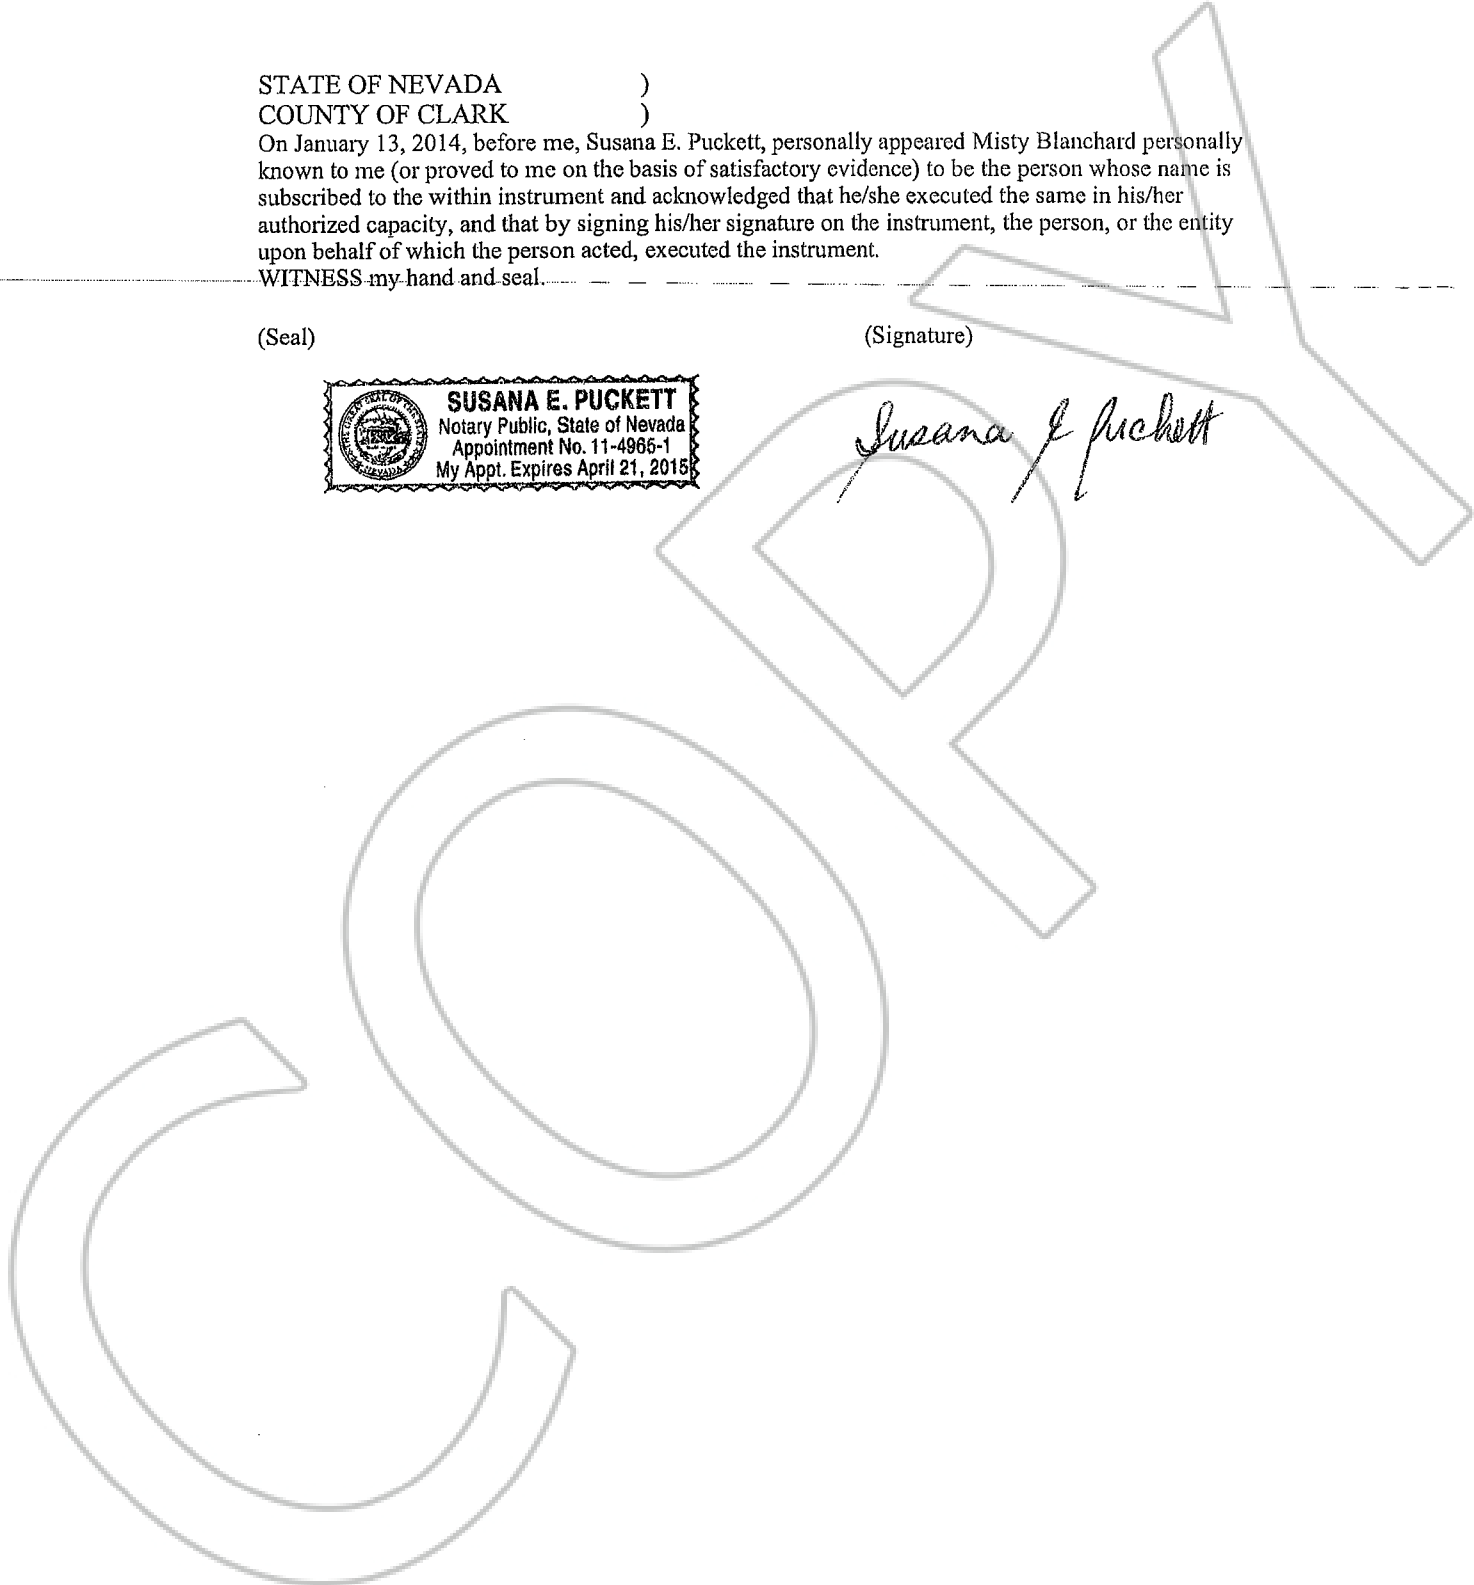 STATE OF NEVADA )
COUNTY OF CLARK )
On January 13, 2014, before me, Susana E. Puckett, personally appeared Misty Blanchard personally
known to me (or proved to me on the basis of satisfactory evidence) to be the person whose name is
subscribed to the within instrument and acknowledged that he/she executed the same in his/her
authorized capacity, and that by signing his/her signature on the instrument, the person, or the entity
upon behalf of which the person acted, executed the instrument.
WITNESS my hand and seal.
(Seal) (Signature)
SUSANA E. PUCKETT
Notary Public, State of Nevada
Appointment No. 11-4965-1
My Appt. Expires April 21, 2015
Susana E Puckett
COPY